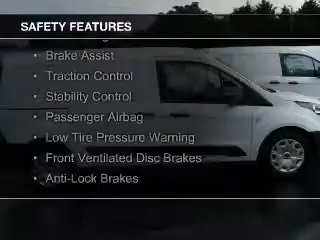 SAFETY FEATURES
• Brake Assist
• Traction Control
• Stability Control
• Passenger Airbag
• Low Tire Pressure Warning
• Front Ventilated Disc Brakes
• Anti-Lock Brakes